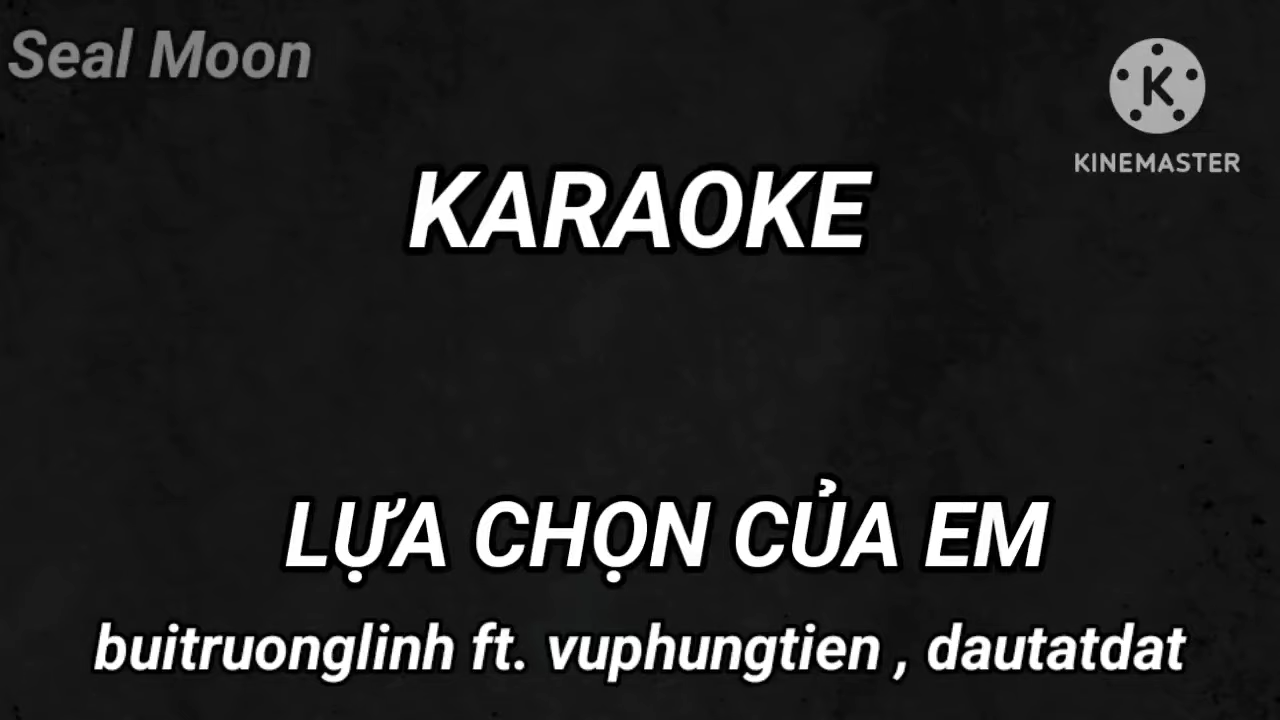 Seal Moon
K
KINEMASTER
KARAOKE
LỰA CHỌN CỦA EM
buitruonglinh ft. vuphungtien , dautatdat